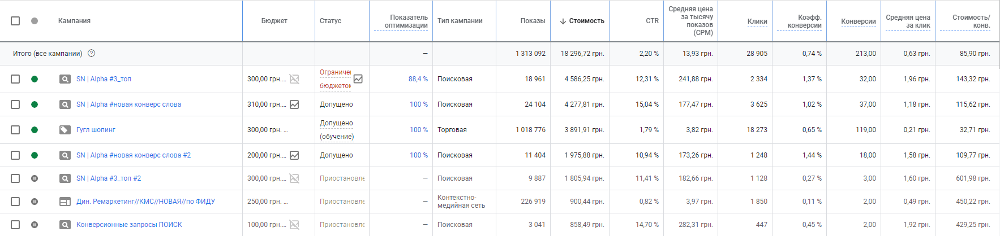 Кампания Бюджет Статус Показатель оптимизации Тип кампании Показы Стоимость CTR Средняя цена за тысячу показов (CPM) Клики Коэфф. конверсии Конверсии Средняя цена за клик Стоимость/ конв.
Итого (все кампании) — 1 313 092 18 296,72 грн. 2,20 % 13,93 грн. 28 905 0,74 % 213,00 0,63 грн. 85,90 грн.
SN | Alpha #3_топ 300,00 грн.… Ограничен бюджетом 88,4 % Поисковая 18 961 4 586,25 грн. 12,31 % 241,88 грн. 2 334 1,37 % 32,00 1,96 грн. 143,32 грн.
SN | Alpha #новая конверс слова 310,00 грн.… Допущено 100 % Поисковая 24 104 4 277,81 грн. 15,04 % 177,47 грн. 3 625 1,02 % 37,00 1,18 грн. 115,62 грн.
Гугл шопинг 300,00 грн. … Допущено (обучение) 100 % Торговая 1 018 776 3 891,91 грн. 1,79 % 3,82 грн. 18 273 0,65 % 119,00 0,21 грн. 32,71 грн.
SN | Alpha #новая конверс слова #2 200,00 грн.… Допущено 100 % Поисковая 11 404 1 975,88 грн. 10,94 % 173,26 грн. 1 248 1,44 % 18,00 1,58 грн. 109,77 грн.
SN | Alpha #3_топ #2 300,00 грн.… Приостановле — Поисковая 9 887 1 805,94 грн. 11,41 % 182,66 грн. 1 128 0,27 % 3,00 1,60 грн. 601,98 грн.
Дин. Ремаркетинг//КМС//НОВАЯ//по ФИДУ 250,00 грн. … Приостановле — Контекстно-медийная сеть 226 919 900,44 грн. 0,82 % 3,97 грн. 1 850 0,11 % 2,00 0,49 грн. 450,22 грн.
Конверсионные запросы ПОИСК 100,00 грн.… Приостановле — Поисковая 3 041 858,49 грн. 14,70 % 282,31 грн. 447 0,45 % 2,00 1,92 грн. 429,25 грн.